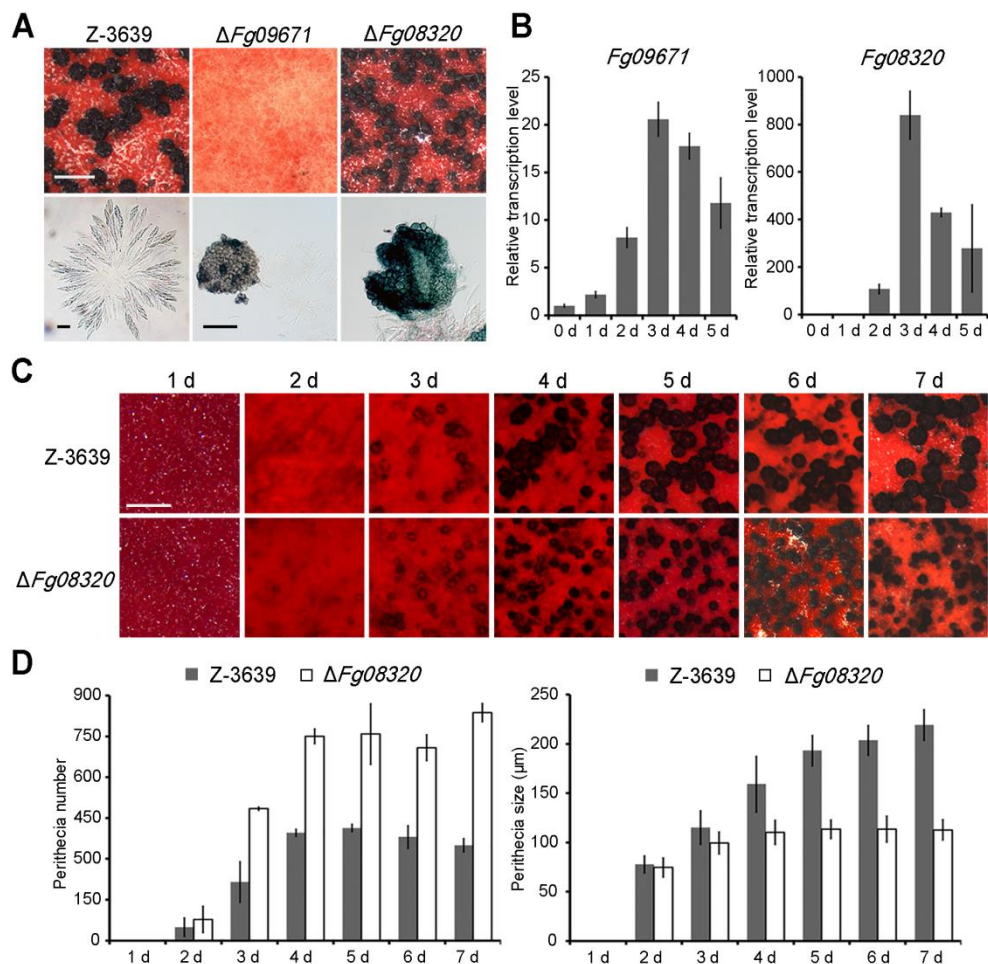 A
Z-3639 ΔFg09671 ΔFg08320
B
Fg09671 Fg08320
Relative transcription level
25
20
15
10
5
0
0 d 1 d 2 d 3 d 4 d 5 d
Relative transcription level
1000
800
600
400
200
0
0 d 1 d 2 d 3 d 4 d 5 d
C
1 d 2 d 3 d 4 d 5 d 6 d 7 d
Z-3639
ΔFg08320
D
Z-3639 ΔFg08320
Perithecia number
900
750
600
450
300
150
0
1 d 2 d 3 d 4 d 5 d 6 d 7 d
Z-3639 ΔFg08320
Perithecia size (μm)
250
200
150
100
50
0
1 d 2 d 3 d 4 d 5 d 6 d 7 d